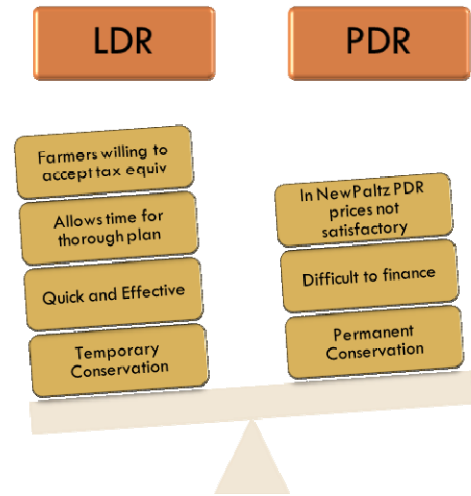 LDR
PDR
Farmers willing to
accept tax equiv
Allows time for
thorough plan
Quick and Effective
Temporary
Conservation
In NewPaltz PDR
prices not
satisfactory
Difficult to finance
Permanent
Conservation